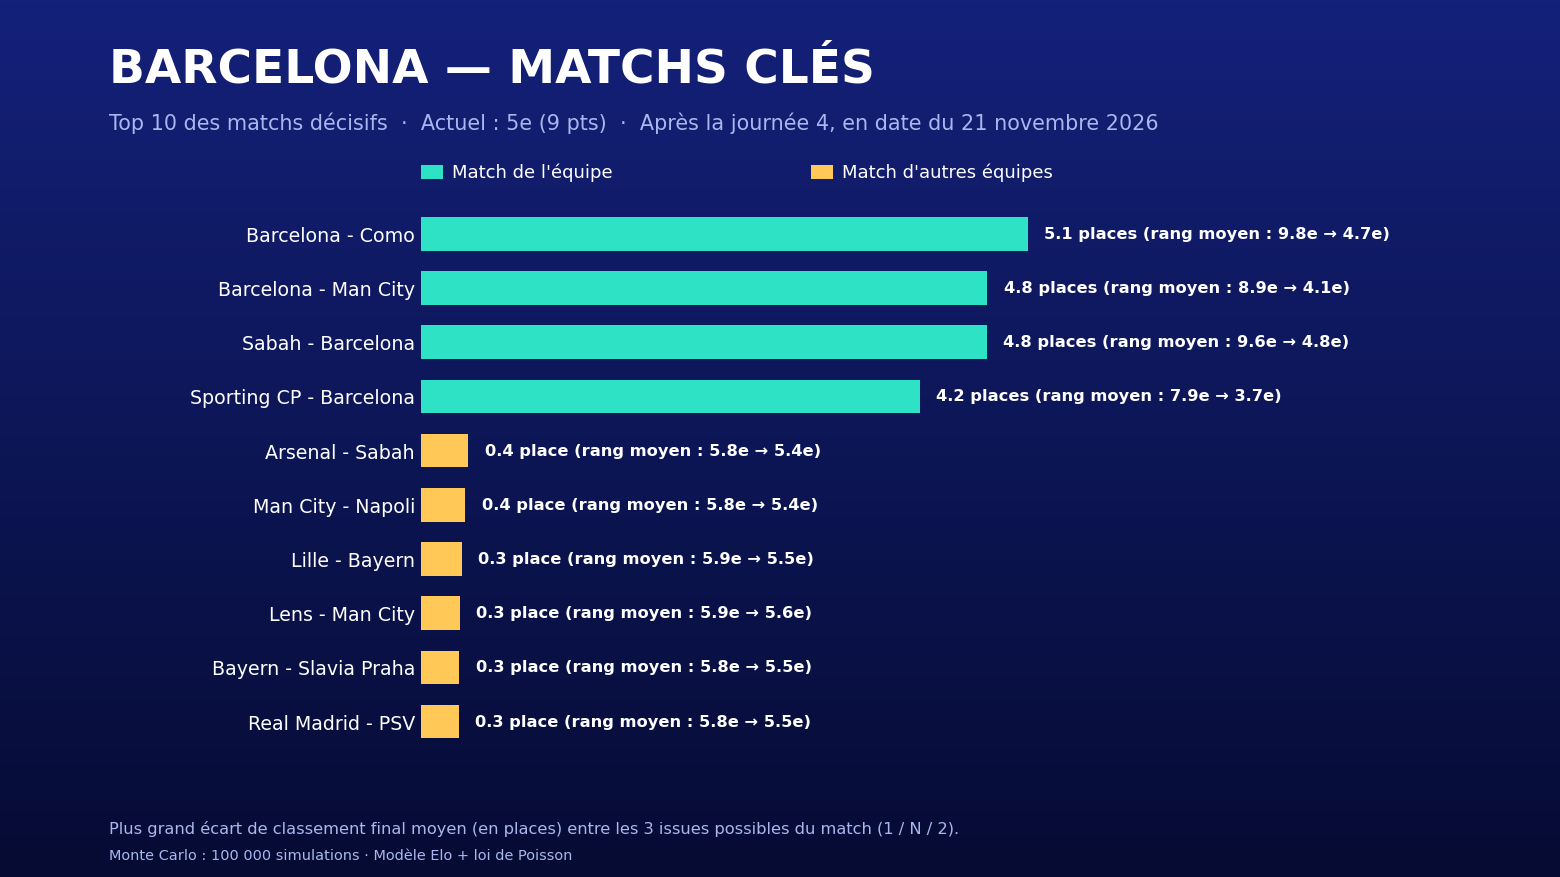 BARCELONA — MATCHS CLÉS
Top 10 des matchs décisifs · Actuel : 5e (9 pts) · Après la journée 4, en date du 21 novembre 2026
Match de l'équipe
Match d'autres équipes
Barcelona - Como 5.1 places (rang moyen : 9.8e → 4.7e)
Barcelona - Man City 4.8 places (rang moyen : 8.9e → 4.1e)
Sabah - Barcelona 4.8 places (rang moyen : 9.6e → 4.8e)
Sporting CP - Barcelona 4.2 places (rang moyen : 7.9e → 3.7e)
Arsenal - Sabah 0.4 place (rang moyen : 5.8e → 5.4e)
Man City - Napoli 0.4 place (rang moyen : 5.8e → 5.4e)
Lille - Bayern 0.3 place (rang moyen : 5.9e → 5.5e)
Lens - Man City 0.3 place (rang moyen : 5.9e → 5.6e)
Bayern - Slavia Praha 0.3 place (rang moyen : 5.8e → 5.5e)
Real Madrid - PSV 0.3 place (rang moyen : 5.8e → 5.5e)
Plus grand écart de classement final moyen (en places) entre les 3 issues possibles du match (1 / N / 2).
Monte Carlo : 100 000 simulations · Modèle Elo + loi de Poisson